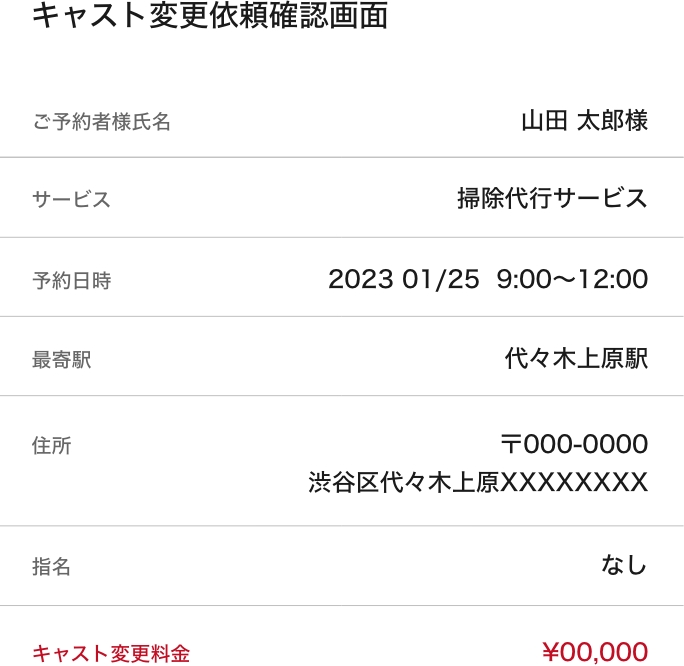 キャスト変更依頼確認画面
ご予約者様氏名 山田 太郎様
サービス 掃除代行サービス
予約日時 2023 01/25 9:00〜12:00
最寄駅 代々木上原駅
住所 〒000-0000
渋谷区代々木上原XXXXXXXX
指名 なし
キャスト変更料金 ¥00,000